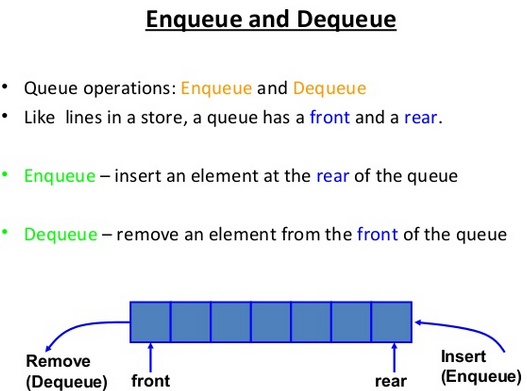 Enqueue and Dequeue
• Queue operations: Enqueue and Dequeue
• Like lines in a store, a queue has a front and a rear.
• Enqueue – insert an element at the rear of the queue
• Dequeue – remove an element from the front of the queue
Remove
(Dequeue)
front
rear
Insert
(Enqueue)